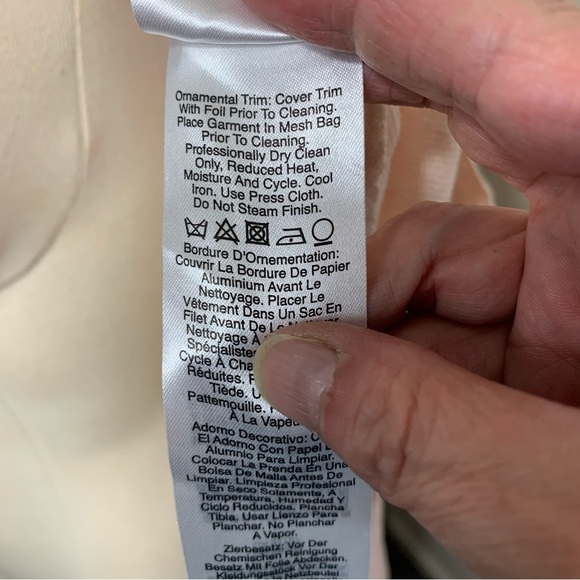 Ornamental Trim: Cover Trim
With Foil Prior To Cleaning.
Place Garment In Mesh Bag
Prior To Cleaning.
Professionally Dry Clean
Only, Reduced Heat,
Moisture And Cycle. Cool
Iron. Use Press Cloth.
Do Not Steam Finish.
Bordure D'Ornementation:
Couvrir La Bordure De Papier
Aluminium Avant Le
Nettoyage. Placer Le
Vêtement Dans Un Sac En
Filet Avant De Le Nettoyer
Nettoyage À
Spécialiste
Cycle À
Réduites.
Tiède.
Pattemouille.
À La
Adorno Decorativo:
El Adorno Con Papel
Alumnio Para Limpiar.
Colocar La Prenda En Una
Bolsa De Malla Antes De
Limpiar. Limpieza Profesional
En Seco Solamente, A
Temperatura, Humedad Y
Ciclo Reducidos. Plancha
Tibia. Usar Lienzo Para
Planchar. No Planchar
A Vapor.
Zierbesatz: Vor Der
Chemischen Reinigung
Besatz Mit Folie Abdecken.
Kleidungsstück Vor Der